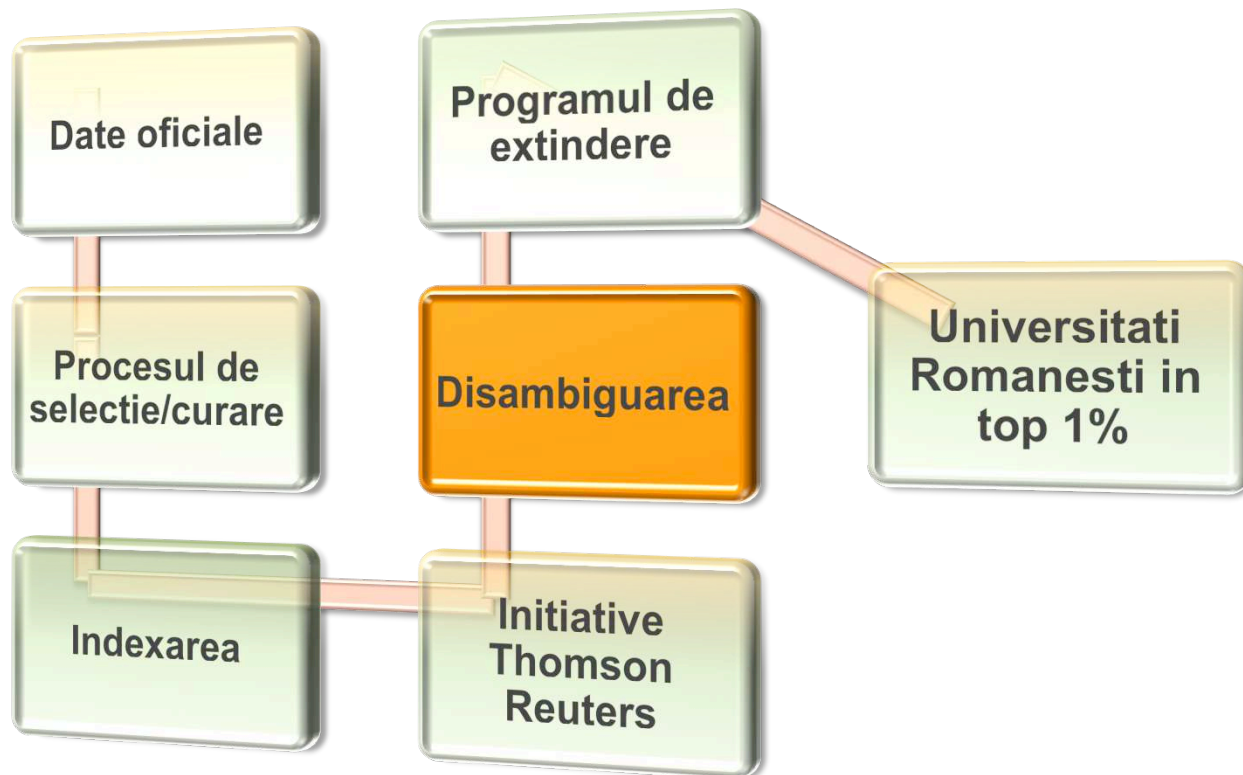 Date oficiale
Procesul de
selectie/curare
Indexarea
Initiative
Thomson
Reuters
Disambiguarea
Programul de
extindere
Universitati
Romanesti in
top 1%